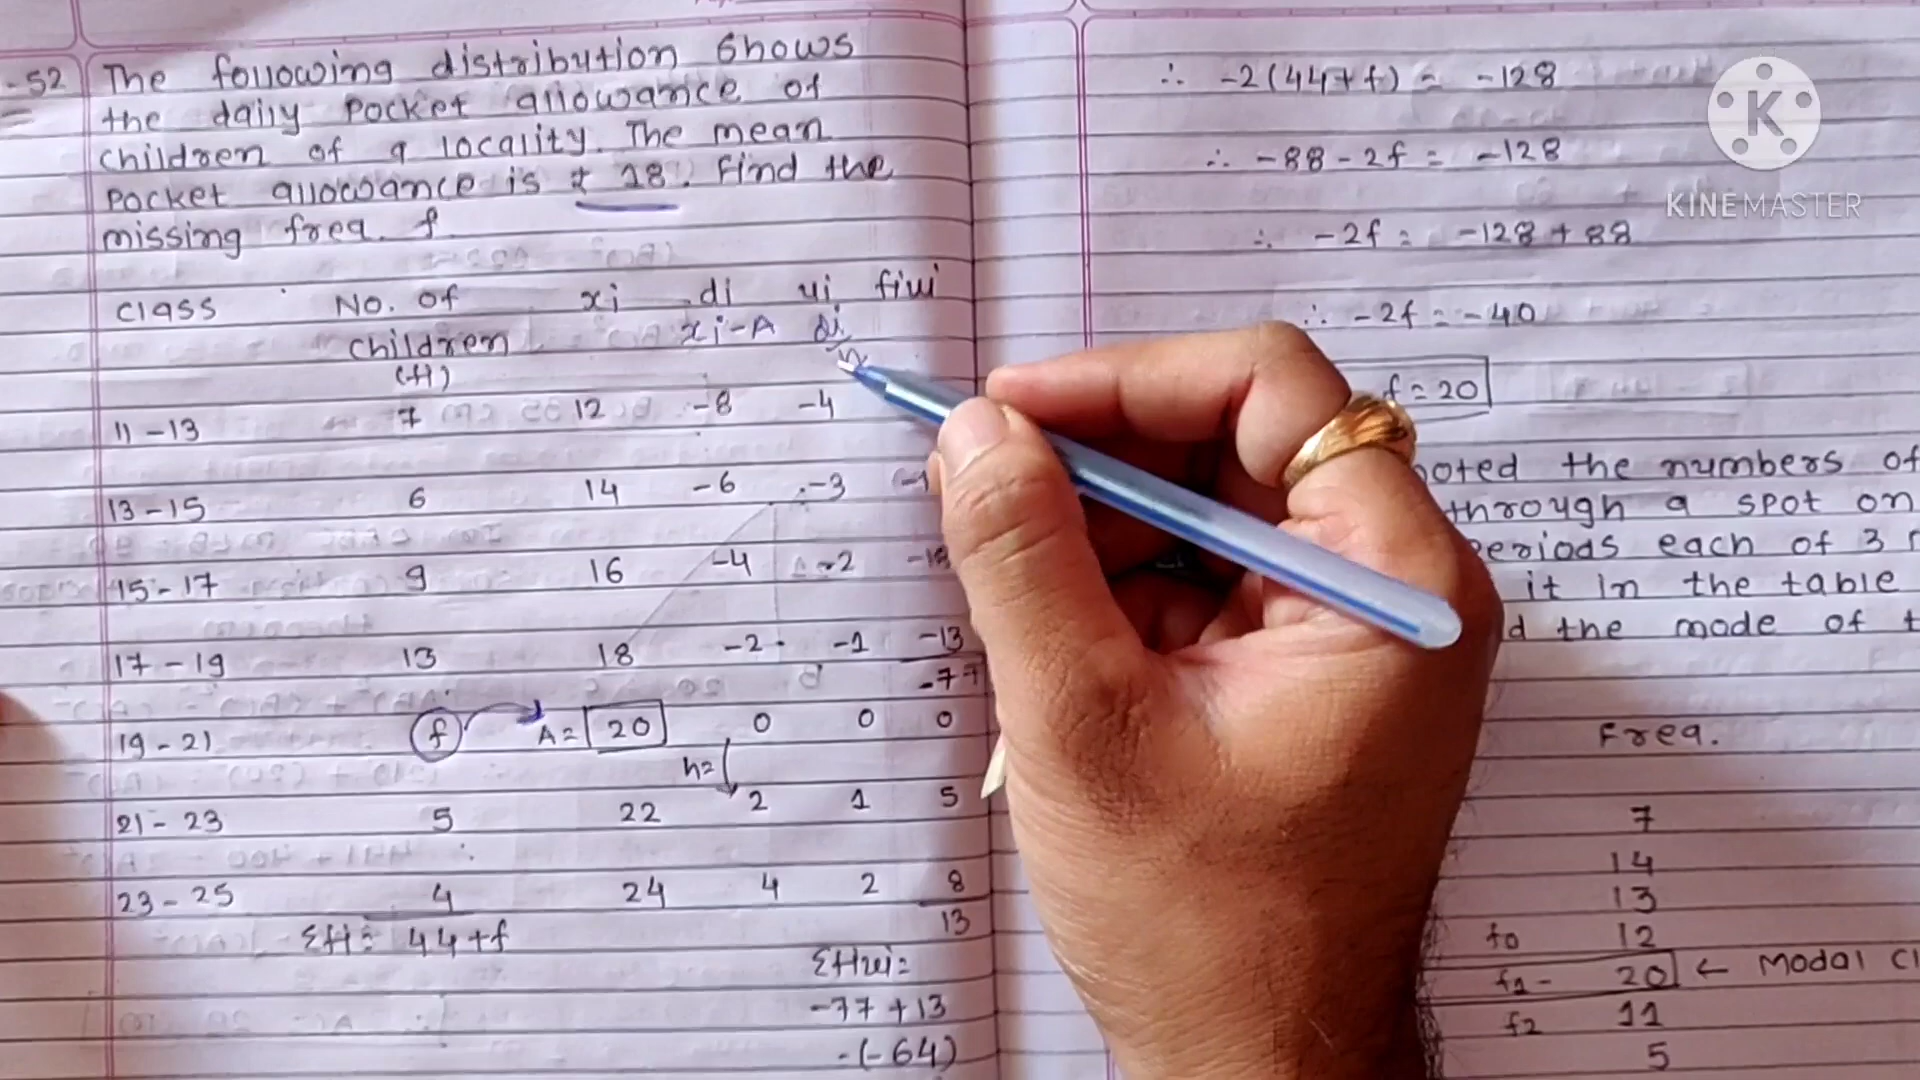 -52 The following distribution shows
the daily Pocket allowance of
children of a locality. The mean
Pocket allowance is ₹ 18. Find the
missing freq. f.
class No. of xi di ui fiui
children xi-A di
(fi) h
11-13 7 12 -8 -4
13-15 6 14 -6 -3
15-17 9 16 -4 -2 -18
17-19 13 18 -2 -1 -13
-77
19-21 f A= 20 0 0 0
h=
21-23 5 22 2 1 5
23-25 4 24 4 2 8
Σfi= 44+f 13
Σfiui=
-77+13
-(-64)
∴ -2(44+f) = -128
∴ -88-2f = -128
∴ -2f = -128+88
∴ -2f = -40
f=20
noted the numbers of
through a spot on
periods each of 3
it in the table
the mode of
Freq.
7
14
13
f0 12
f1- 20 ← Modal Cl
f2 11
5
K
KINEMASTER